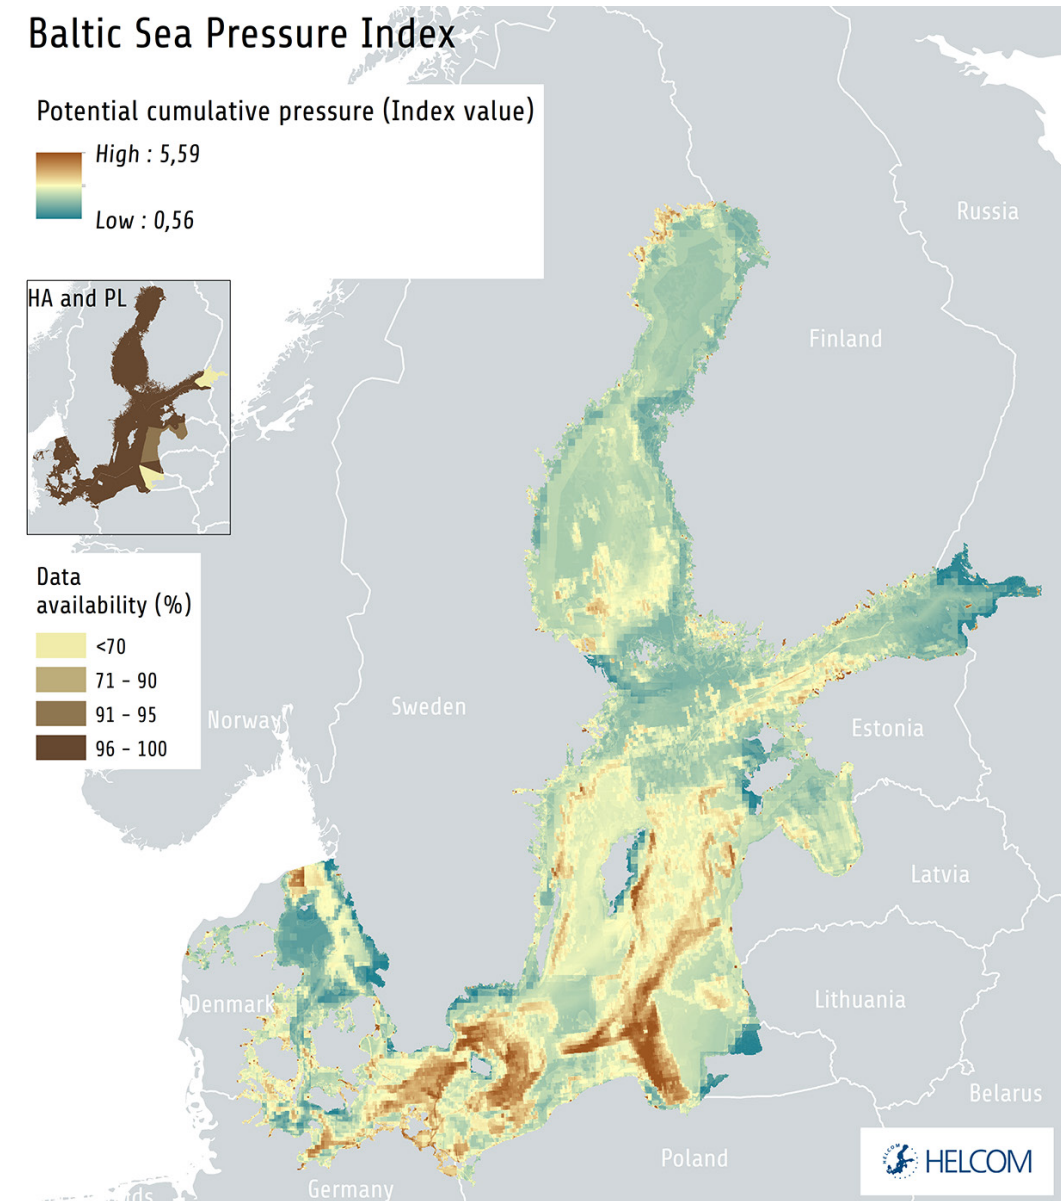 Baltic Sea Pressure Index
Potential cumulative pressure (Index value)
High : 5,59
Low : 0,56
Russia
HA and PL
Finland
Data
availability (%)
<70
71 - 90
91 - 95
96 - 100
Norway
Sweden
Estonia
Latvia
Denmark
Lithuania
Belarus
Poland
HELCOM
Germany